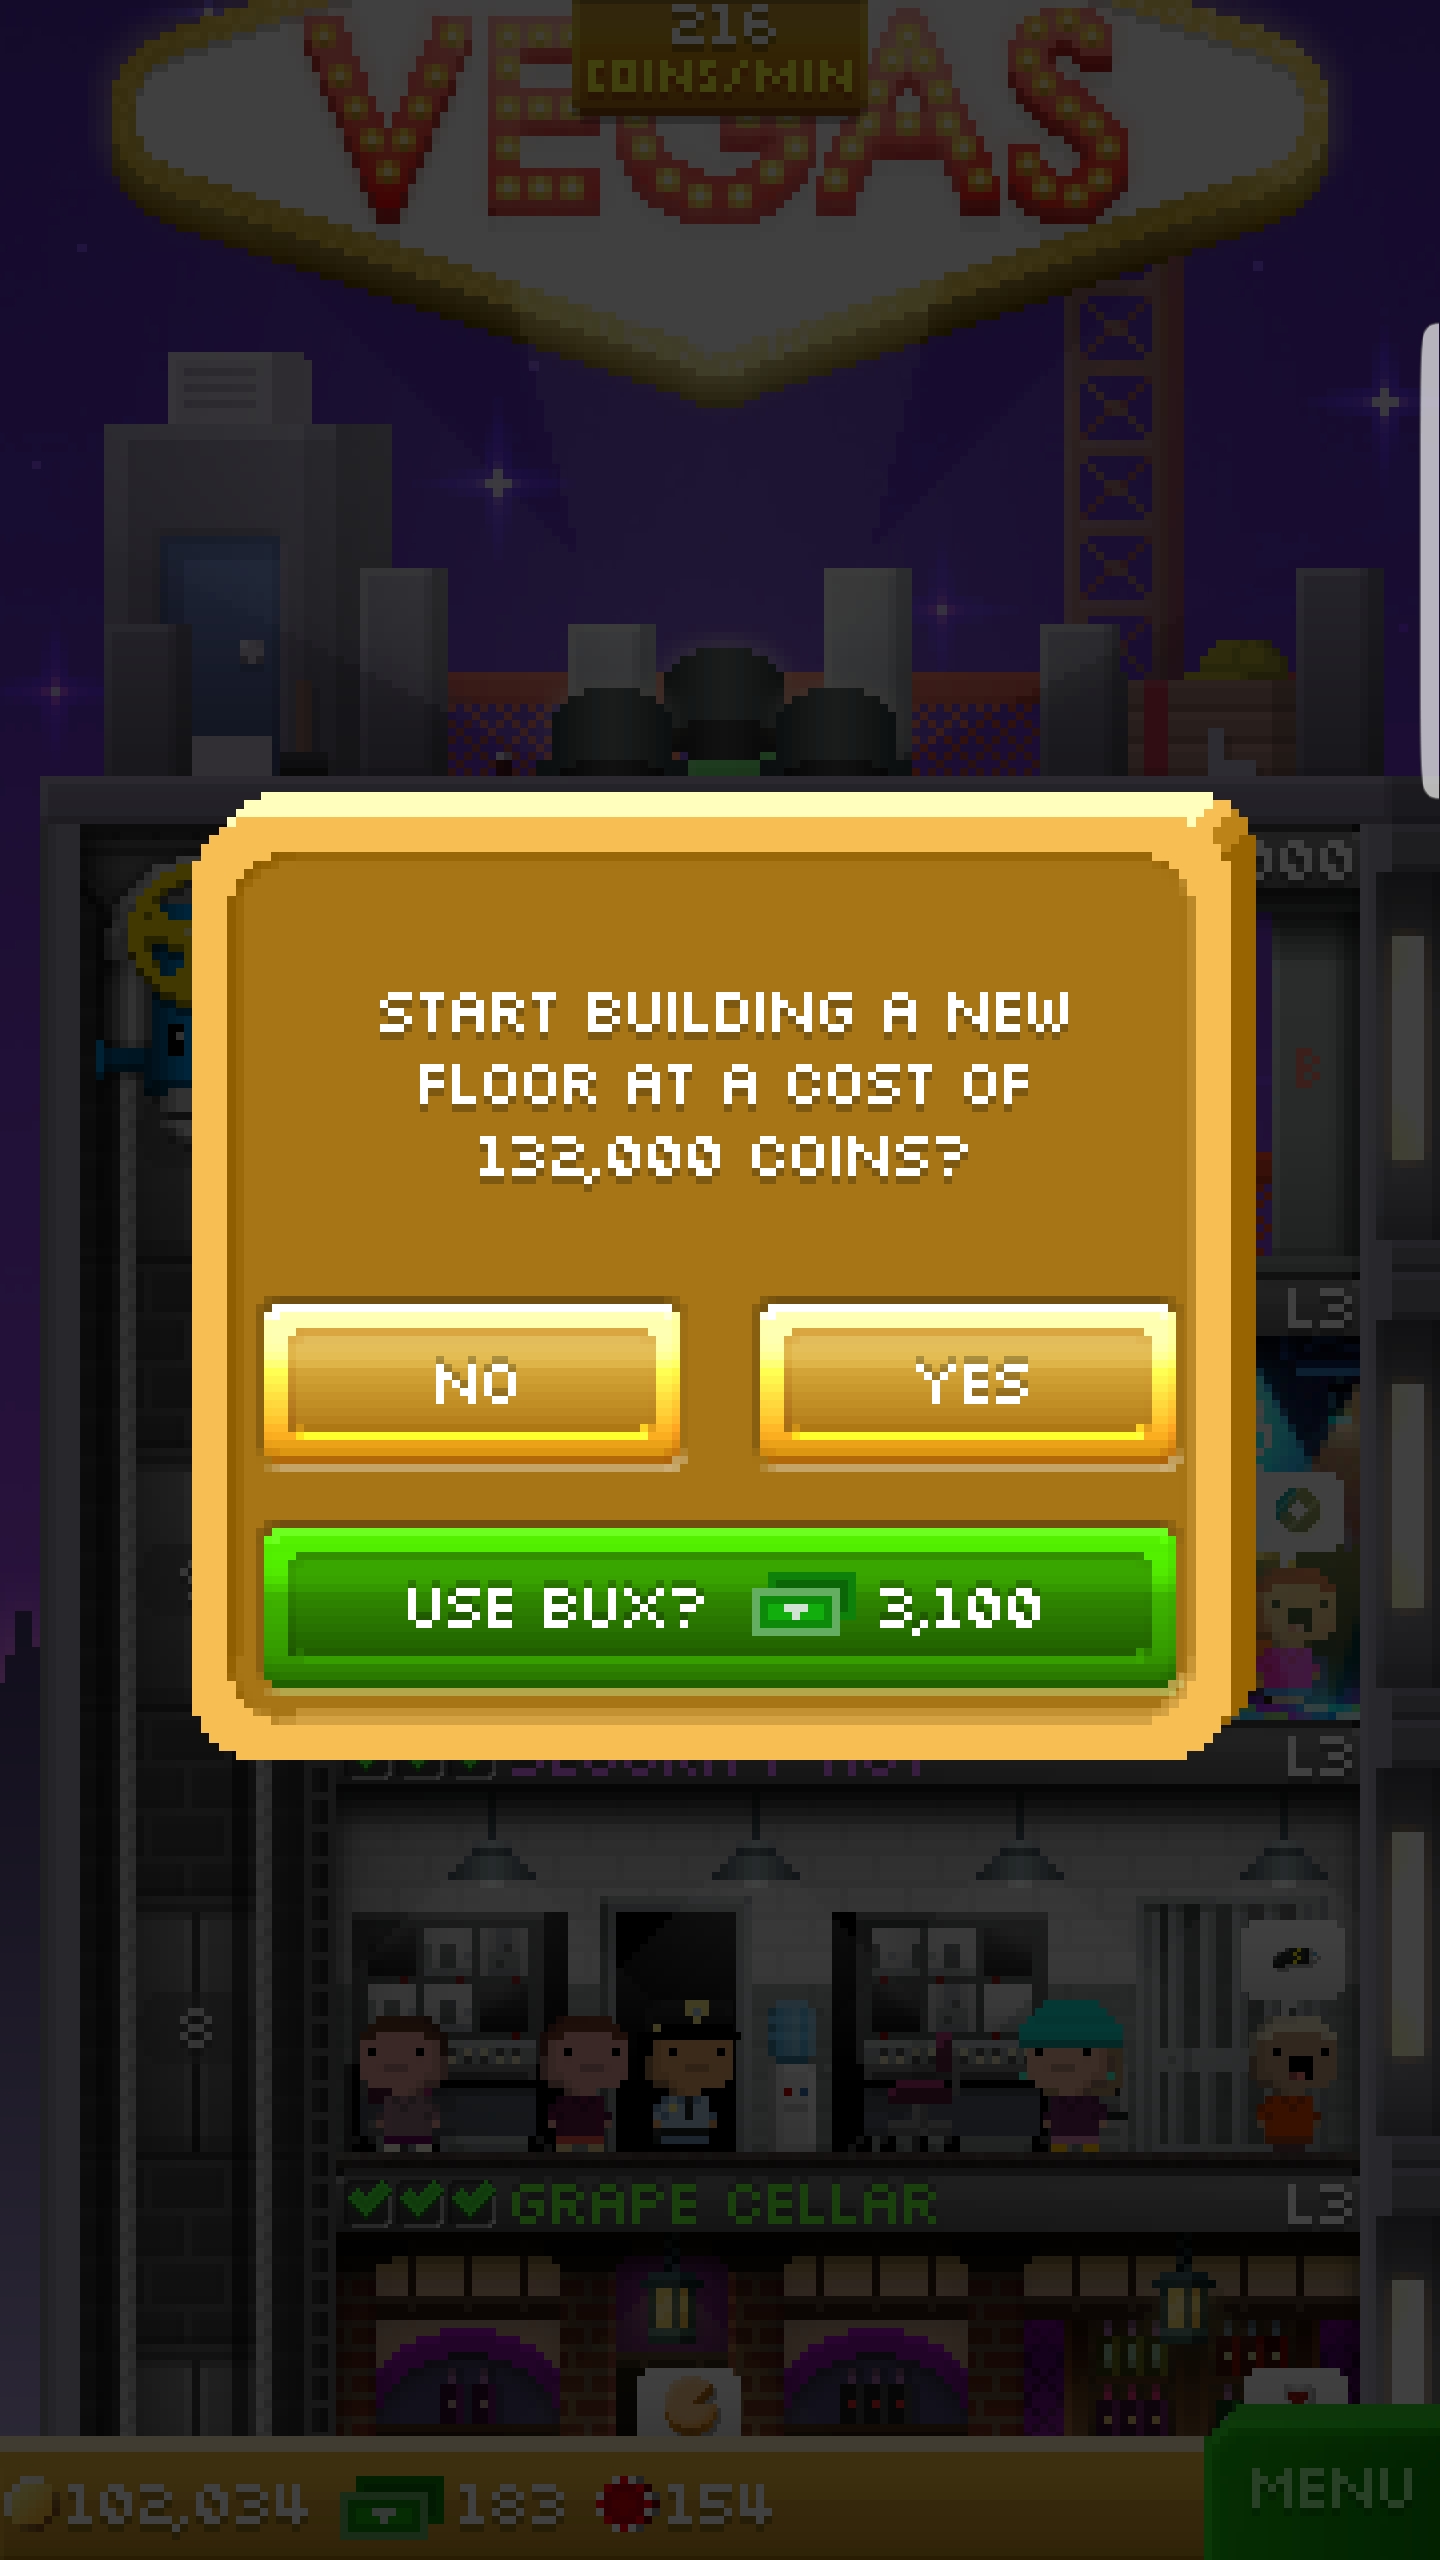 VEGAS
216
COINS/MIN
000
START BUILDING A NEW
FLOOR AT A COST OF
132,000 COINS?
B
L3
NO
YES
USE BUX? 3,100
L3
8
GRAPE CELLAR L3
102,034 183 154
MENU